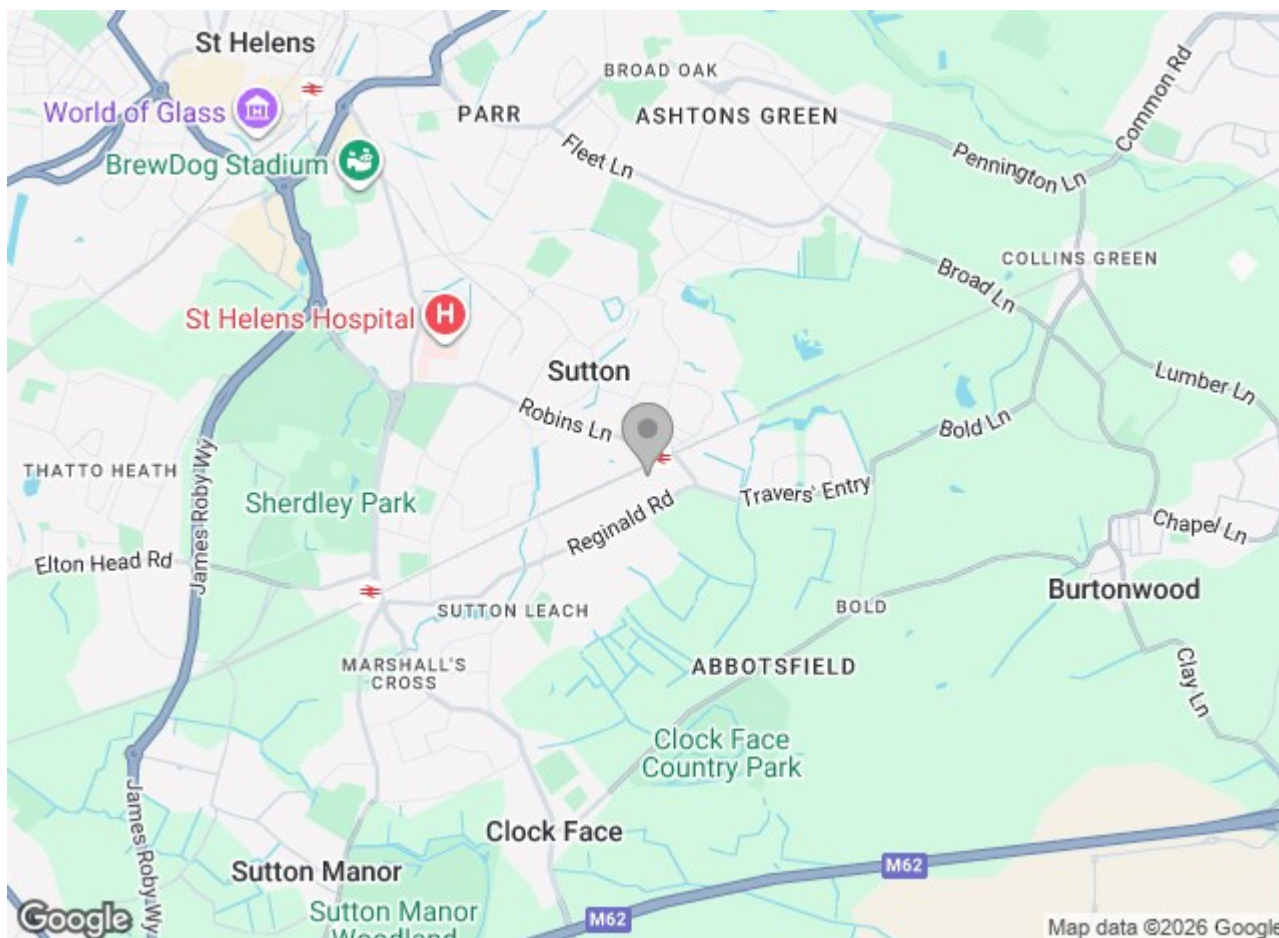 St Helens
World of Glass
BrewDog Stadium
PARR
BROAD OAK
ASHTONS GREEN
Fleet Ln
Pennington Ln
Common Rd
COLLINS GREEN
Broad Ln
St Helens Hospital
H
Sutton
Robins Ln
Lumber Ln
Bold Ln
THATTO HEATH
James Roby Wy
Sherdley Park
Travers' Entry
Reginald Rd
Chapel Ln
Elton Head Rd
Burtonwood
SUTTON LEACH
BOLD
MARSHALL'S
CROSS
ABBOTSFIELD
Clay Ln
Clock Face
Country Park
James Roby Wy
Clock Face
M62
Sutton Manor
Sutton Manor
Woodland
M62
Google
Map data ©2026 Google